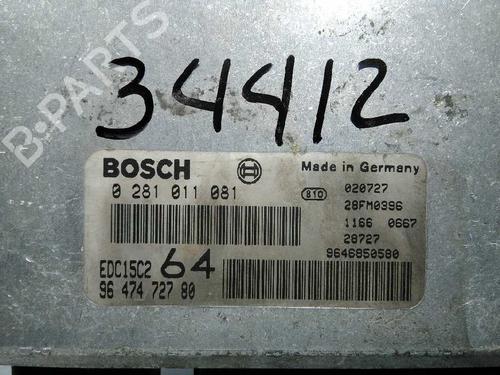 34412
B-PARTS
BOSCH
Made in Germany
0 281 011 081
810
020727
28FM0396
1166 0667
28727
9646850580
EDC15C2 64
96 474 727 80